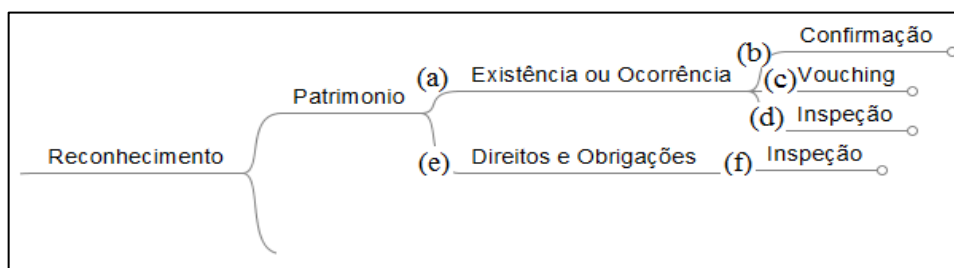 Reconhecimento
Patrimonio
(a) Existência ou Ocorrência
(b) Confirmação
(c) Vouching
(d) Inspeção
(e) Direitos e Obrigações
(f) Inspeção